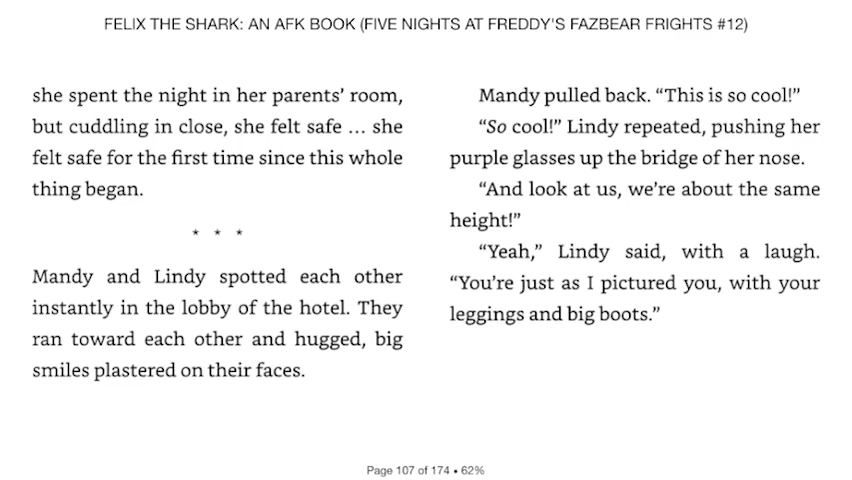 FELIX THE SHARK: AN AFK BOOK (FIVE NIGHTS AT FREDDY'S FAZBEAR FRIGHTS #12)
she spent the night in her parents’ room,
but cuddling in close, she felt safe … she
felt safe for the first time since this whole
thing began.
* * *
Mandy and Lindy spotted each other
instantly in the lobby of the hotel. They
ran toward each other and hugged, big
smiles plastered on their faces.
Mandy pulled back. “This is so cool!”
“So cool!” Lindy repeated, pushing her
purple glasses up the bridge of her nose.
“And look at us, we’re about the same
height!”
“Yeah,” Lindy said, with a laugh.
“You’re just as I pictured you, with your
leggings and big boots.”
Page 107 of 174 • 62%